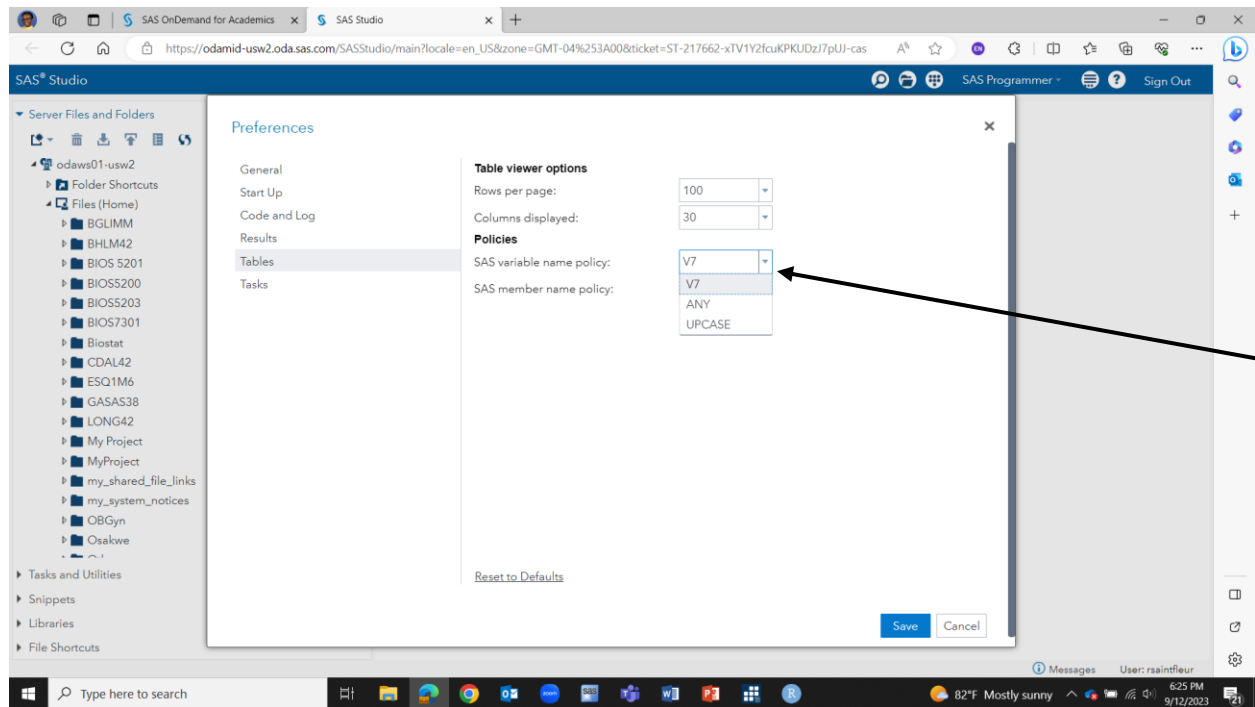 SAS OnDemand for Academics
SAS Studio
https://odamid-usw2.oda.sas.com/SASStudio/main?locale=en_US&zone=GMT-04%253A00&ticket=ST-217662-xTV1Y2fcuKPKUDzJ7pUJ-cas
SAS® Studio
SAS Programmer
Sign Out
Server Files and Folders
odaws01-usw2
Folder Shortcuts
Files (Home)
BGLIMM
BHLM42
BIOS 5201
BIOS5200
BIOS5203
BIOS7301
Biostat
CDAL42
ESQ1M6
GASAS38
LONG42
My Project
MyProject
my_shared_file_links
my_system_notices
OBGyn
Osakwe
Tasks and Utilities
Snippets
Libraries
File Shortcuts
Preferences
General
Start Up
Code and Log
Results
Tables
Tasks
Table viewer options
Rows per page: 100
Columns displayed: 30
Policies
SAS variable name policy: V7
SAS member name policy:
V7
ANY
UPCASE
Reset to Defaults
Save Cancel
Messages User: rsaintfleur
Type here to search
82°F Mostly sunny
6:25 PM
9/12/2023
21